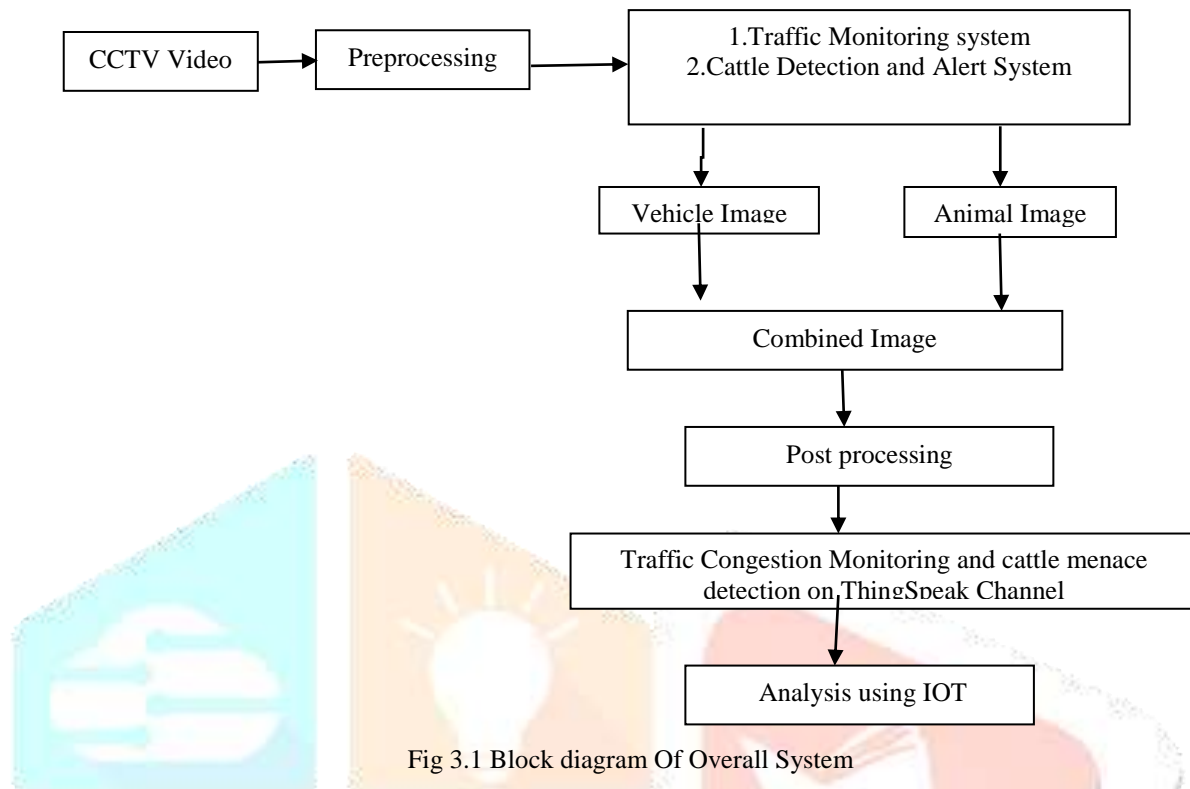 CCTV Video
Preprocessing
1.Traffic Monitoring system
2.Cattle Detection and Alert System
Vehicle Image
Animal Image
Combined Image
Post processing
Traffic Congestion Monitoring and cattle menace
detection on ThingSpeak Channel
Analysis using IOT
Fig 3.1 Block diagram Of Overall System